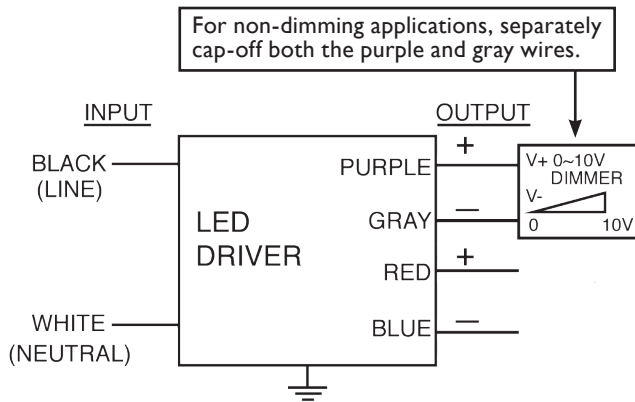 For non-dimming applications, separately
cap-off both the purple and gray wires.
INPUT
OUTPUT
BLACK
(LINE)
WHITE
(NEUTRAL)
LED
DRIVER
PURPLE
+
GRAY
—
RED
+
BLUE
—
V+ 0~10V
DIMMER
V-
0 10V